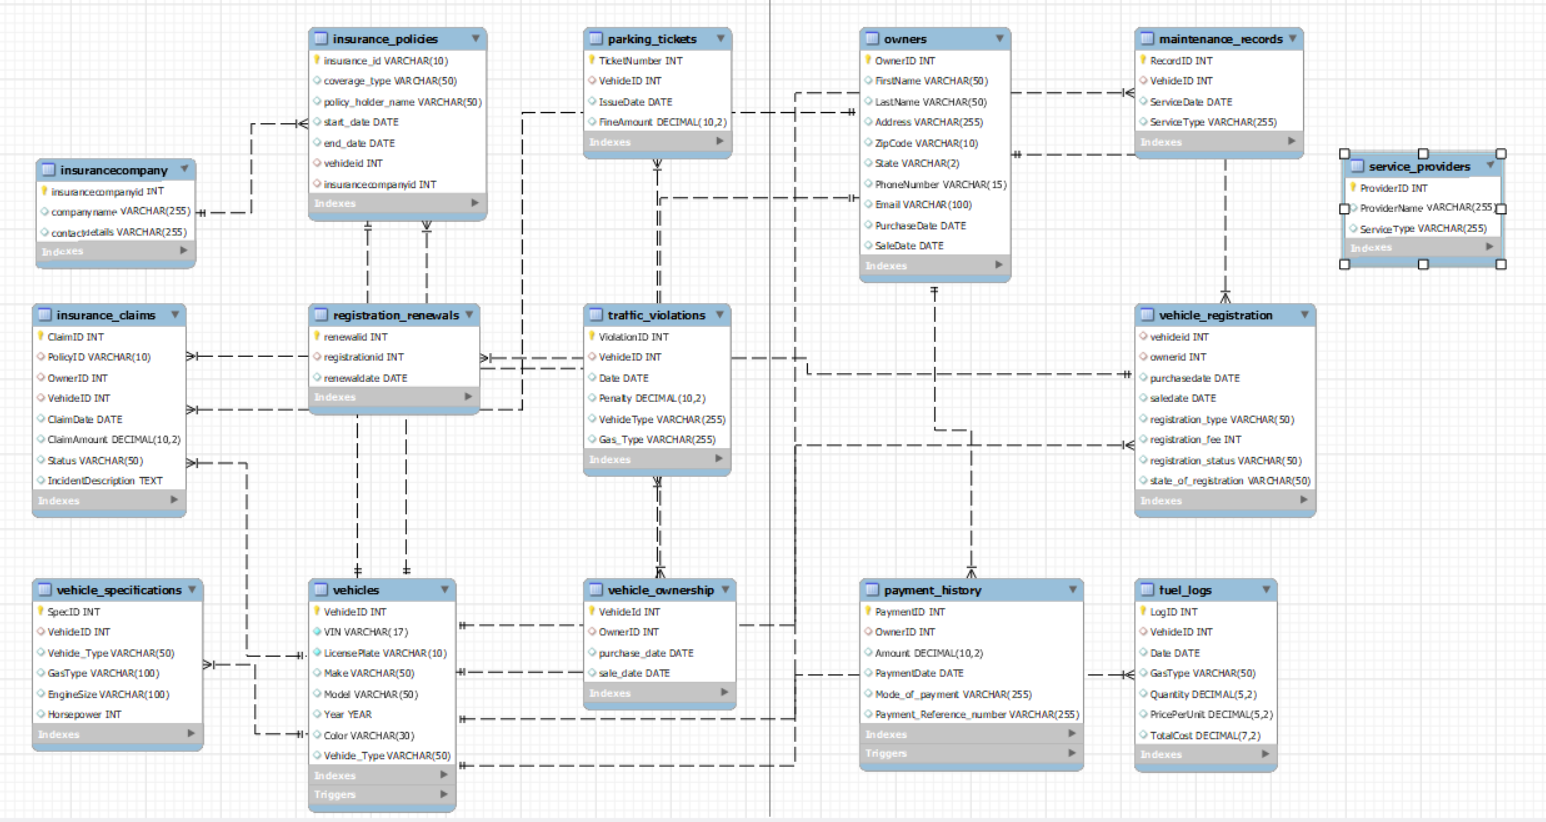 insurance_policies
insurance_id VARCHAR(10)
coverage_type VARCHAR(50)
policy_holder_name VARCHAR(50)
start_date DATE
end_date DATE
vehicleid INT
insurancecompanyid INT
Indexes
parking_tickets
TicketNumber INT
VehicleID INT
IssueDate DATE
FineAmount DECIMAL(10,2)
Indexes
owners
OwnerID INT
FirstName VARCHAR(50)
LastName VARCHAR(50)
Address VARCHAR(255)
ZipCode VARCHAR(10)
State VARCHAR(2)
PhoneNumber VARCHAR(15)
Email VARCHAR(100)
PurchaseDate DATE
SaleDate DATE
Indexes
maintenance_records
RecordID INT
VehicleID INT
ServiceDate DATE
ServiceType VARCHAR(255)
Indexes
insurancecompany
insurancecompanyid INT
companyname VARCHAR(255)
contactdetails VARCHAR(255)
Indexes
service_providers
ProviderID INT
ProviderName VARCHAR(255)
ServiceType VARCHAR(255)
Indexes
insurance_claims
ClaimID INT
PolicyID VARCHAR(10)
OwnerID INT
VehicleID INT
ClaimDate DATE
ClaimAmount DECIMAL(10,2)
Status VARCHAR(50)
IncidentDescription TEXT
Indexes
registration_renewals
renewalid INT
registrationid INT
renewaldate DATE
Indexes
traffic_violations
ViolationID INT
VehicleID INT
Date DATE
Penalty DECIMAL(10,2)
VehicleType VARCHAR(255)
Gas_Type VARCHAR(255)
Indexes
vehicle_registration
vehicleid INT
ownerid INT
purchasedate DATE
saledate DATE
registration_type VARCHAR(50)
registration_fee INT
registration_status VARCHAR(50)
state_of_registration VARCHAR(50)
Indexes
vehicle_specifications
SpecID INT
VehicleID INT
Vehicle_Type VARCHAR(50)
GasType VARCHAR(100)
EngineSize VARCHAR(100)
Horsepower INT
Indexes
vehicles
VehicleID INT
VIN VARCHAR(17)
LicensePlate VARCHAR(10)
Make VARCHAR(50)
Model VARCHAR(50)
Year YEAR
Color VARCHAR(30)
Vehicle_Type VARCHAR(50)
Indexes
Triggers
vehicle_ownership
VehicleId INT
OwnerID INT
purchase_date DATE
sale_date DATE
Indexes
payment_history
PaymentID INT
OwnerID INT
Amount DECIMAL(10,2)
PaymentDate DATE
Mode_of_payment VARCHAR(255)
Payment_Reference_number VARCHAR(255)
Indexes
Triggers
fuel_logs
LogID INT
VehicleID INT
Date DATE
GasType VARCHAR(50)
Quantity DECIMAL(5,2)
PricePerUnit DECIMAL(5,2)
TotalCost DECIMAL(7,2)
Indexes